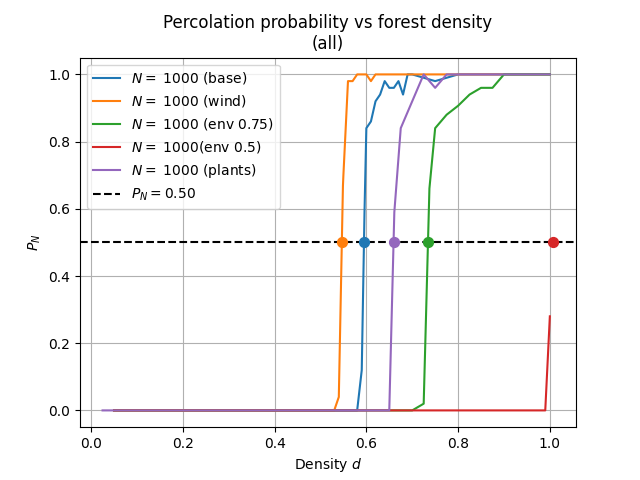 Percolation probability vs forest density
(all)
1.0
0.8
0.6
0.4
0.2
0.0
P_N
N = 1000 (base)
N = 1000 (wind)
N = 1000 (env 0.75)
N = 1000(env 0.5)
N = 1000 (plants)
P_N = 0.50
0.0 0.2 0.4 0.6 0.8 1.0
Density d